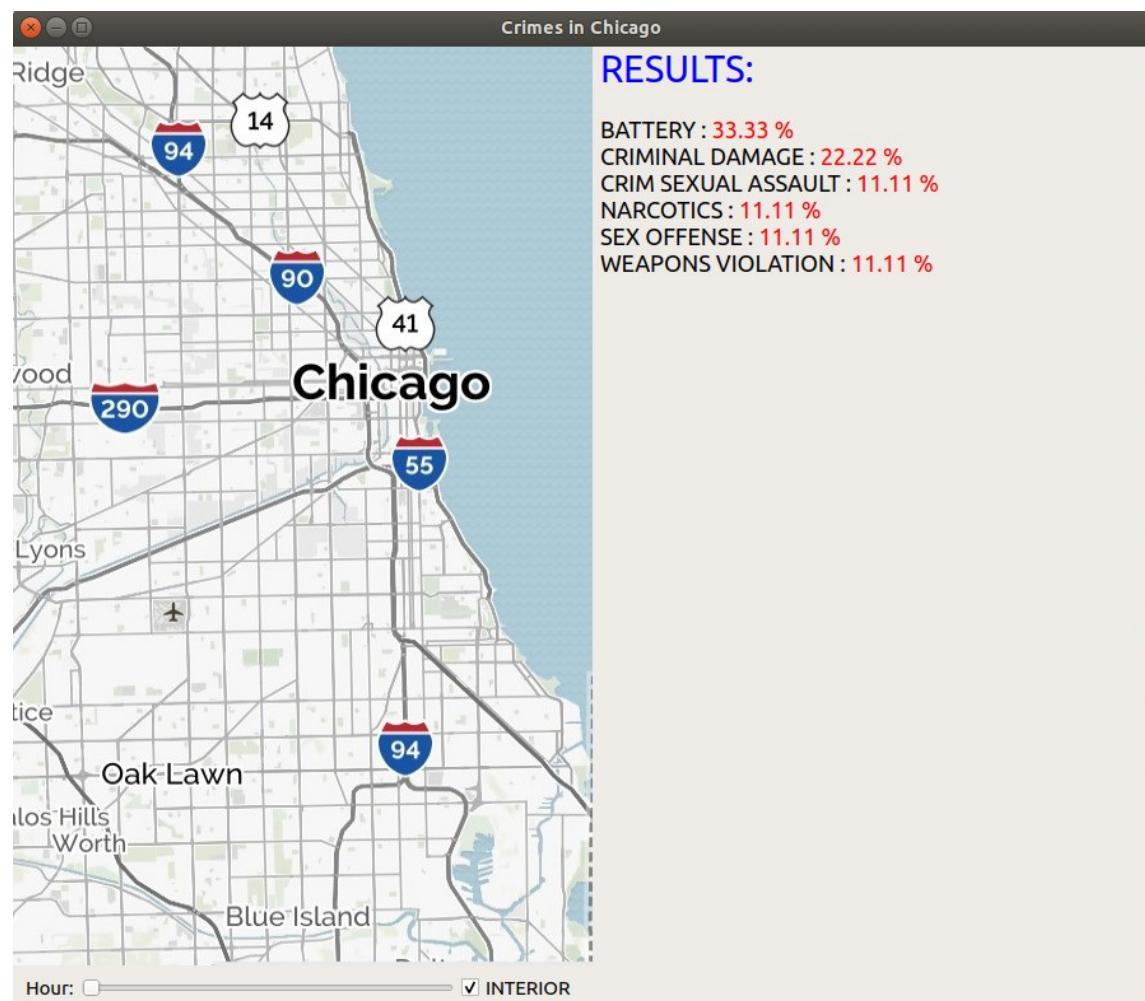 Crimes in Chicago
Ridge
14
94
90
41
Chicago
290
55
Lyons
94
Oak Lawn
Worth
Hills
Blue Island
RESULTS:
BATTERY : 33.33 %
CRIMINAL DAMAGE : 22.22 %
CRIM SEXUAL ASSAULT : 11.11 %
NARCOTICS : 11.11 %
SEX OFFENSE : 11.11 %
WEAPONS VIOLATION : 11.11 %
Hour:
INTERIOR